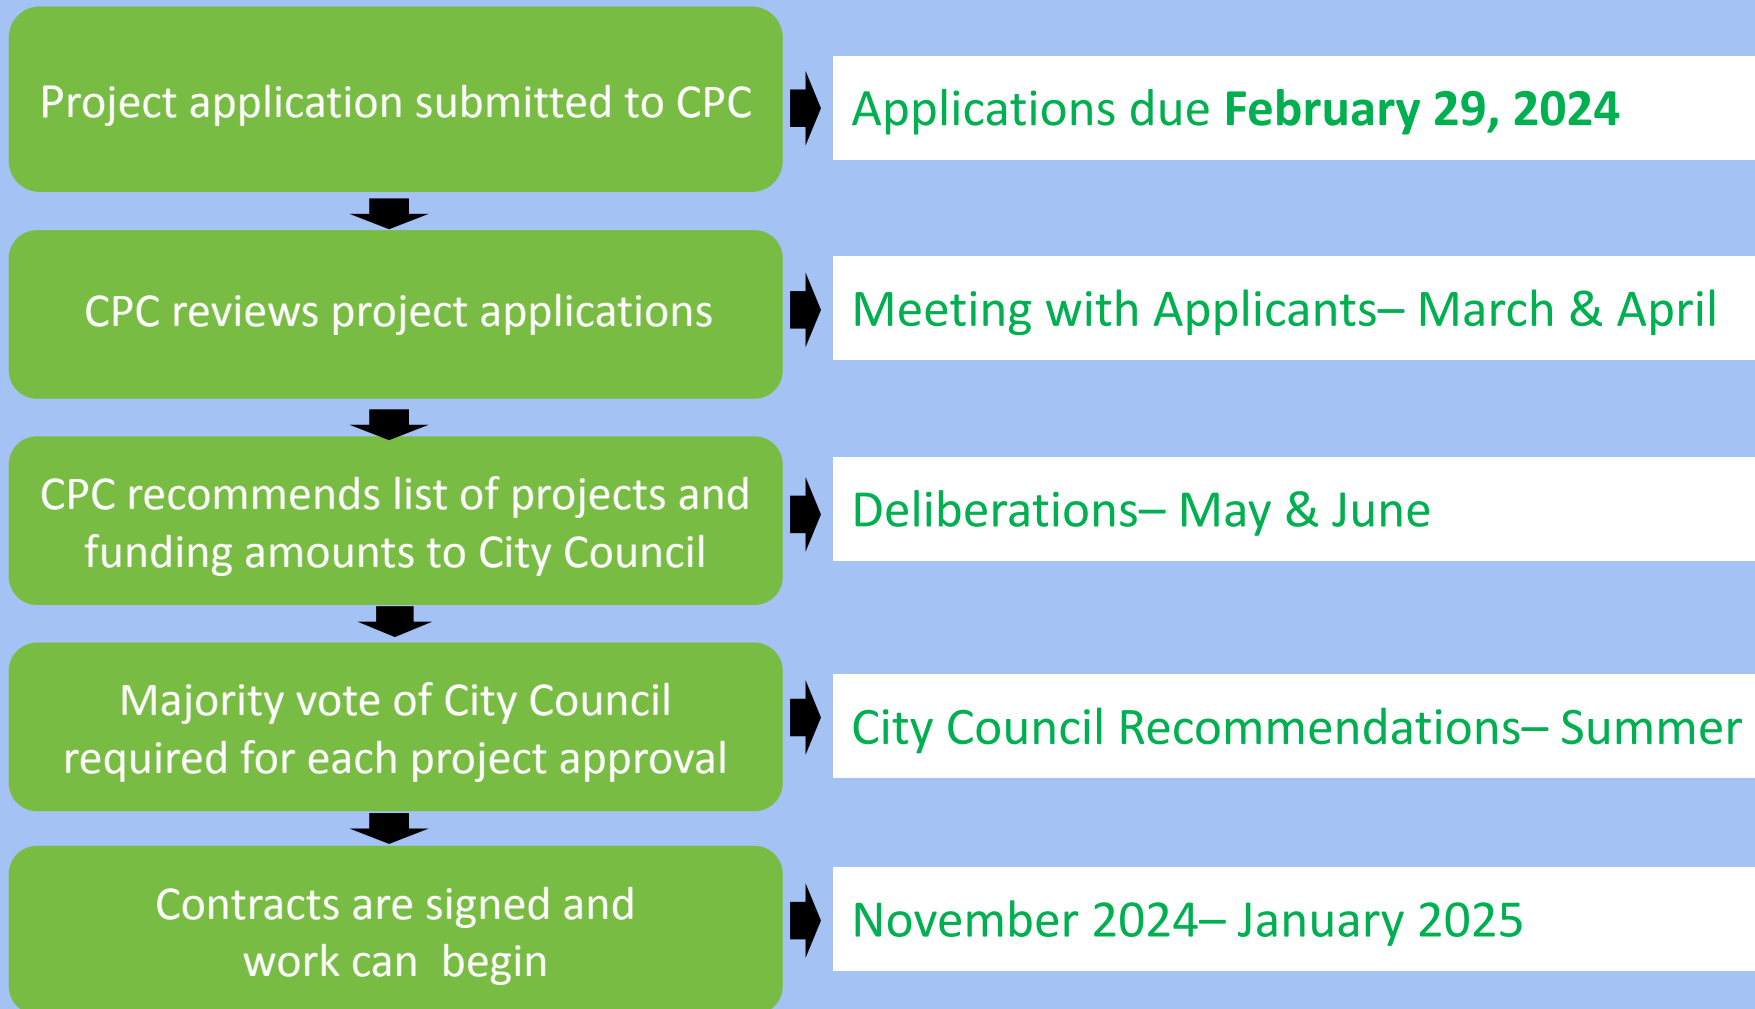 Project application submitted to CPC
Applications due February 29, 2024
CPC reviews project applications
Meeting with Applicants– March & April
CPC recommends list of projects and
funding amounts to City Council
Deliberations– May & June
Majority vote of City Council
required for each project approval
City Council Recommendations– Summer
Contracts are signed and
work can  begin
November 2024– January 2025